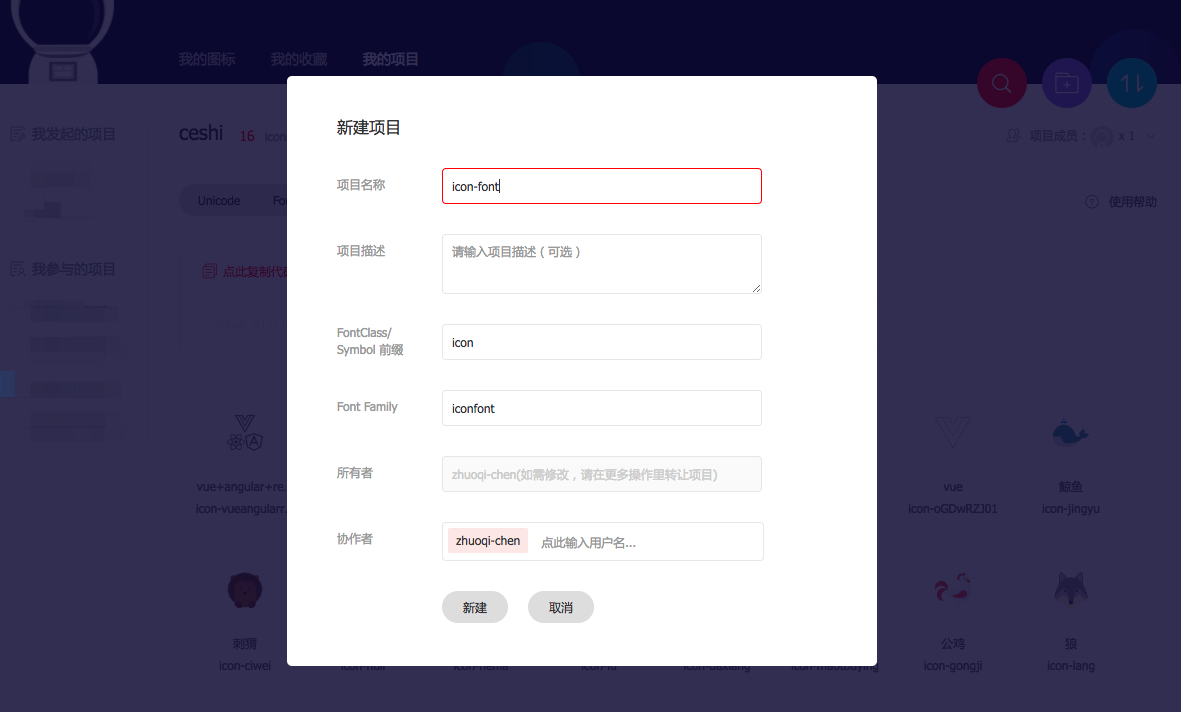 我的图标 我的收藏 我的项目
我发起的项目
我参与的项目
ceshi 16 icon
项目成员： x 1
Unicode
使用帮助
点此复制代码
新建项目
项目名称
icon-font
项目描述
请输入项目描述（可选）
FontClass/
Symbol 前缀
icon
Font Family
iconfont
所有者
zhuoqi-chen(如需修改，请在更多操作里转让项目)
协作者
zhuoqi-chen 点此输入用户名...
新建 取消
vue+angular+re.
icon-vueangularr.
vue
icon-oGDwRZJ01
鲸鱼
icon-jingyu
刺猬
icon-ciwei
公鸡
icon-gongji
狼
icon-lang